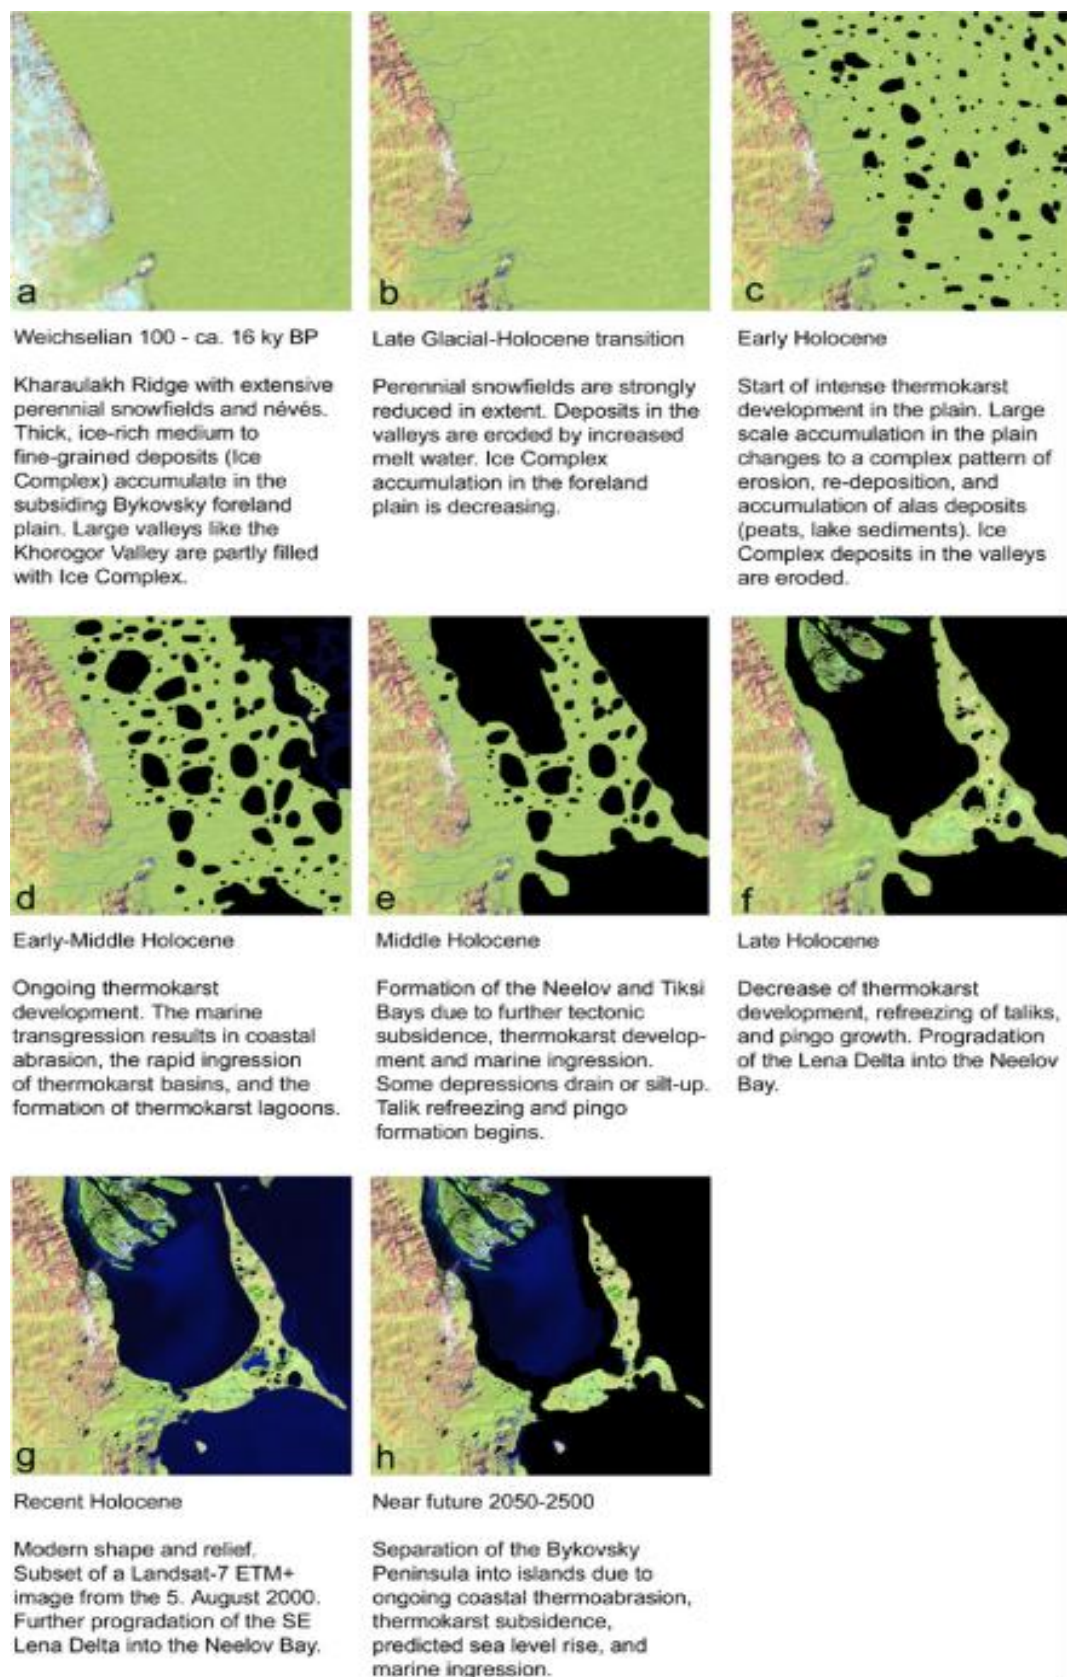 a
Weichselian 100 - ca. 16 ky BP
Kharaulakh Ridge with extensive
perennial snowfields and névés.
Thick, ice-rich medium to
fine-grained deposits (Ice
Complex) accumulate in the
subsiding Bykovsky foreland
plain. Large valleys like the
Khorogor Valley are partly filled
with Ice Complex.
b
Late Glacial-Holocene transition
Perennial snowfields are strongly
reduced in extent. Deposits in the
valleys are eroded by increased
melt water. Ice Complex
accumulation in the foreland
plain is decreasing.
c
Early Holocene
Start of intense thermokarst
development in the plain. Large
scale accumulation in the plain
changes to a complex pattern of
erosion, re-deposition, and
accumulation of alas deposits
(peats, lake sediments). Ice
Complex deposits in the valleys
are eroded.
d
Early-Middle Holocene
Ongoing thermokarst
development. The marine
transgression results in coastal
abrasion, the rapid ingression
of thermokarst basins, and the
formation of thermokarst lagoons.
e
Middle Holocene
Formation of the Neelov and Tiksi
Bays due to further tectonic
subsidence, thermokarst develop-
ment and marine ingression.
Some depressions drain or silt-up.
Talik refreezing and pingo
formation begins.
f
Late Holocene
Decrease of thermokarst
development, refreezing of taliks,
and pingo growth. Progradation
of the Lena Delta into the Neelov
Bay.
g
Recent Holocene
Modern shape and relief.
Subset of a Landsat-7 ETM+
image from the 5. August 2000.
Further progradation of the SE
Lena Delta into the Neelov Bay.
h
Near future 2050-2500
Separation of the Bykovsky
Peninsula into islands due to
ongoing coastal thermoabrasion,
thermokarst subsidence,
predicted sea level rise, and
marine ingression.